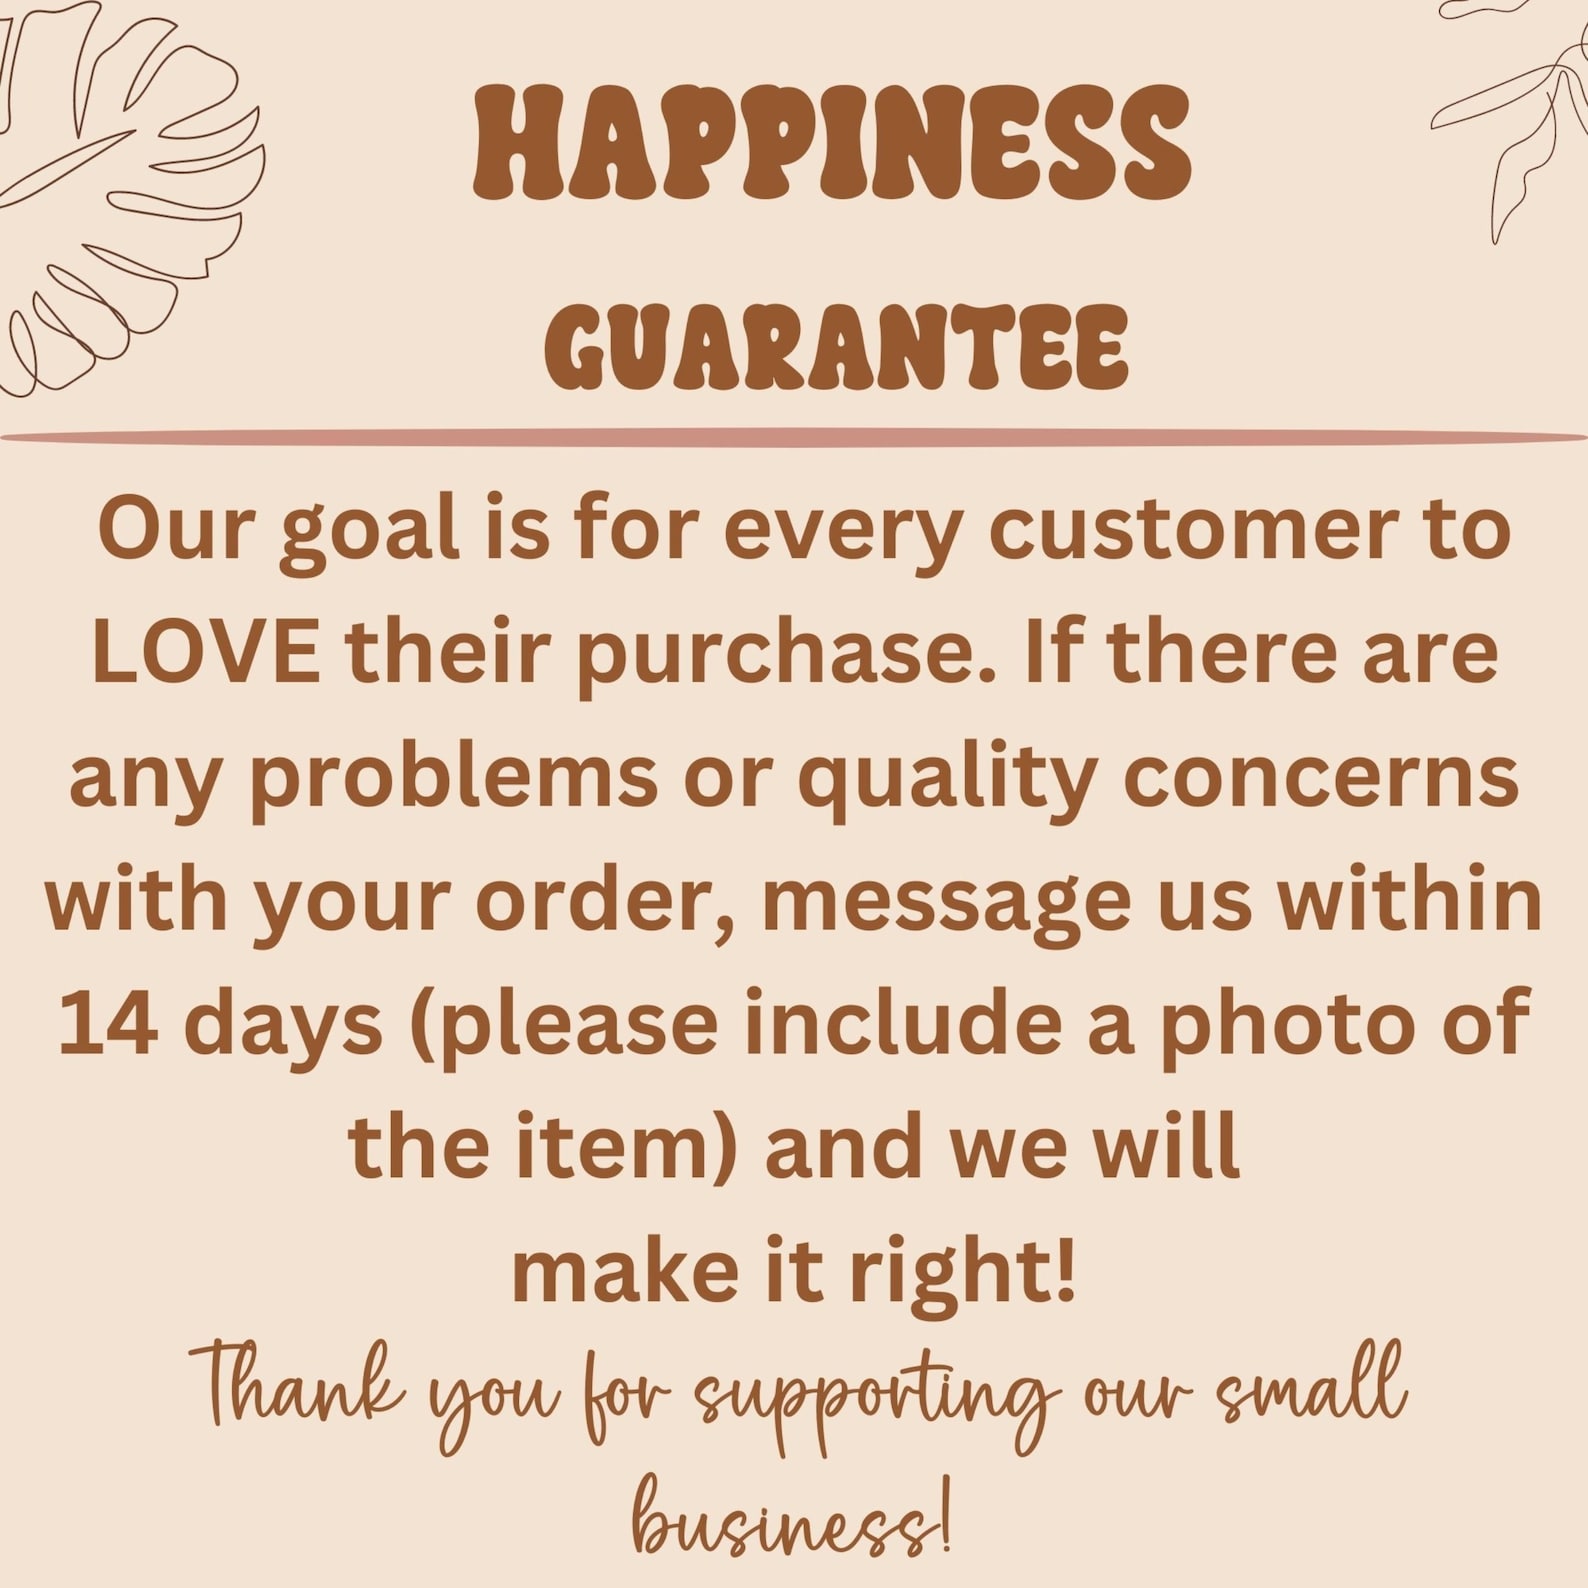 HAPPINESS
GUARANTEE
Our goal is for every customer to
LOVE their purchase. If there are
any problems or quality concerns
with your order, message us within
14 days (please include a photo of
the item) and we will
make it right!
Thank you for supporting our small
business!